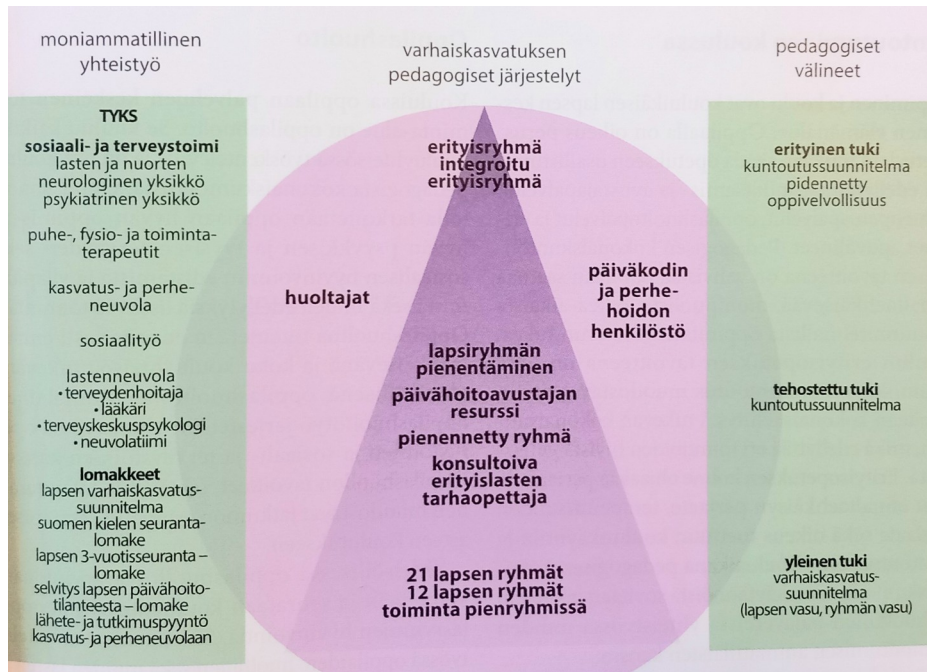 moniammatillinen
yhteistyö
TYKS
sosiaali- ja terveystoimi
lasten ja nuorten
neurologinen yksikkö
psykiatrinen yksikkö
puhe-, fysio- ja toiminta-
terapeutit
kasvatus- ja perhe-
neuvola
sosiaalityö
lastenneuvola
• terveydenhoitaja
• lääkäri
• terveyskeskuspsykologi
• neuvolatiimi
lomakkeet
lapsen varhaiskasvatus-
suunnitelma
suomen kielen seuranta-
lomake
lapsen 3-vuotisseuranta –
lomake
selvitys lapsen päivähoito-
tilanteesta – lomake
lähete- ja tutkimuspyyntö
kasvatus- ja perheneuvolaan
varhaiskasvatuksen
pedagogiset järjestelyt
erityisryhmä
integroitu
erityisryhmä
huoltajat
päiväkodin
ja perhe-
hoidon
henkilöstö
lapsiryhmän
pienentäminen
päivähoitoavustajan
resurssi
pienennetty ryhmä
konsultoiva
erityislasten
tarhaopettaja
21 lapsen ryhmät
12 lapsen ryhmät
toiminta pienryhmissä
pedagogiset
välineet
erityinen tuki
kuntoutussuunnitelma
pidennetty
oppivelvollisuus
tehostettu tuki
kuntoutussuunnitelma
yleinen tuki
varhaiskasvatus-
suunnitelma
(lapsen vasu, ryhmän vasu)